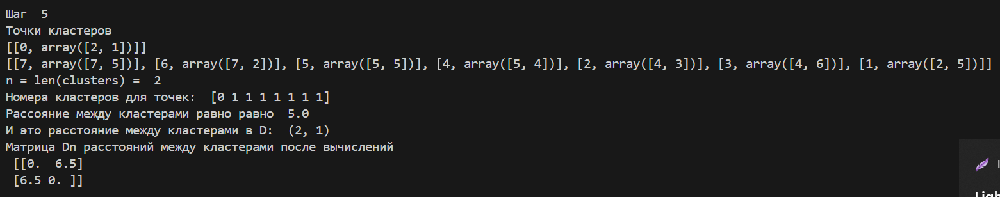 Шаг  5
Точки кластеров
[[0, array([2, 1])]]
[[7, array([7, 5])], [6, array([7, 2])], [5, array([5, 5])], [4, array([5, 4])], [2, array([4, 3])], [3, array([4, 6])], [1, array([2, 5])]]
n = len(clusters) =  2
Номера кластеров для точек:  [0 1 1 1 1 1 1 1]
Рассояние между кластерами равно равно  5.0
И это расстояние между кластерами в D:  (2, 1)
Матрица Dn расстояний между кластерами после вычислений
 [[0.  6.5]
 [6.5 0. ]]